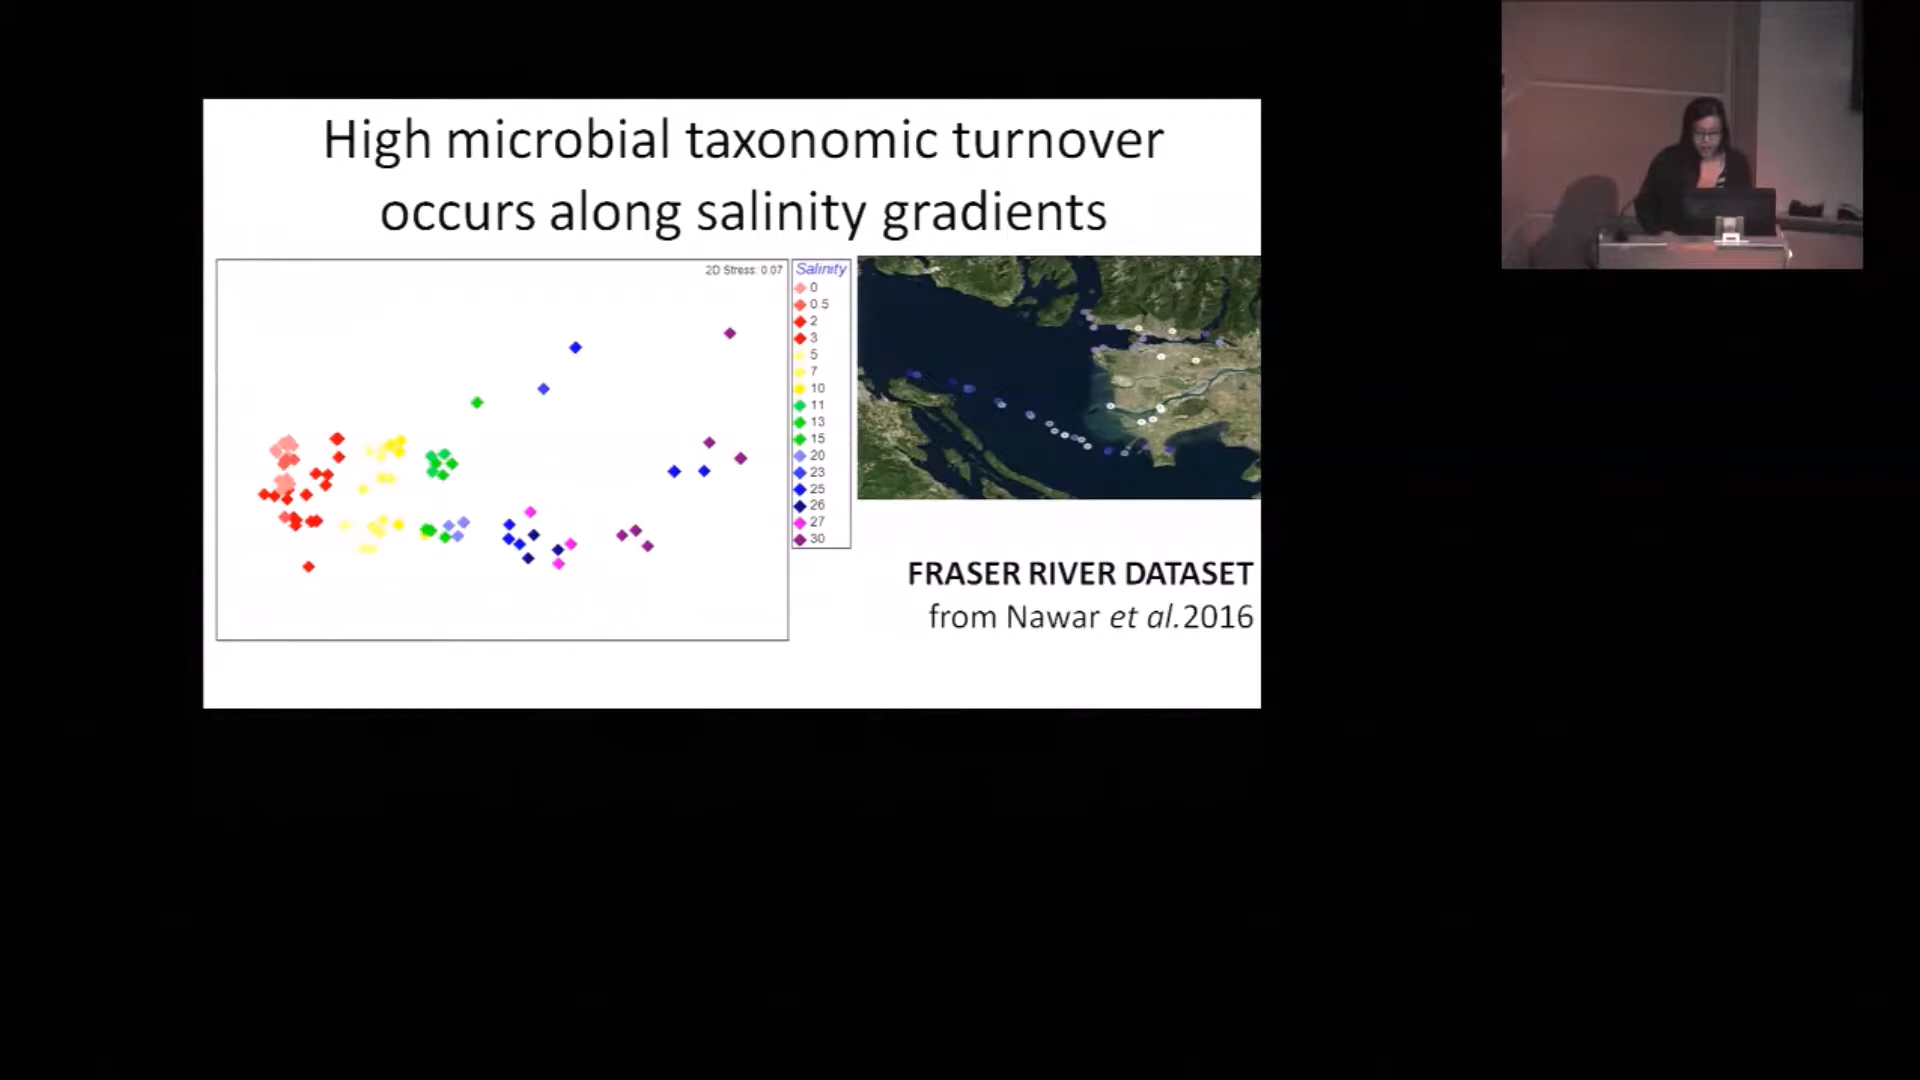 High microbial taxonomic turnover
occurs along salinity gradients
2D Stress: 0.07
Salinity
0
0.5
2
3
5
7
10
11
13
15
20
23
25
26
27
30
FRASER RIVER DATASET
from Nawar et al.2016